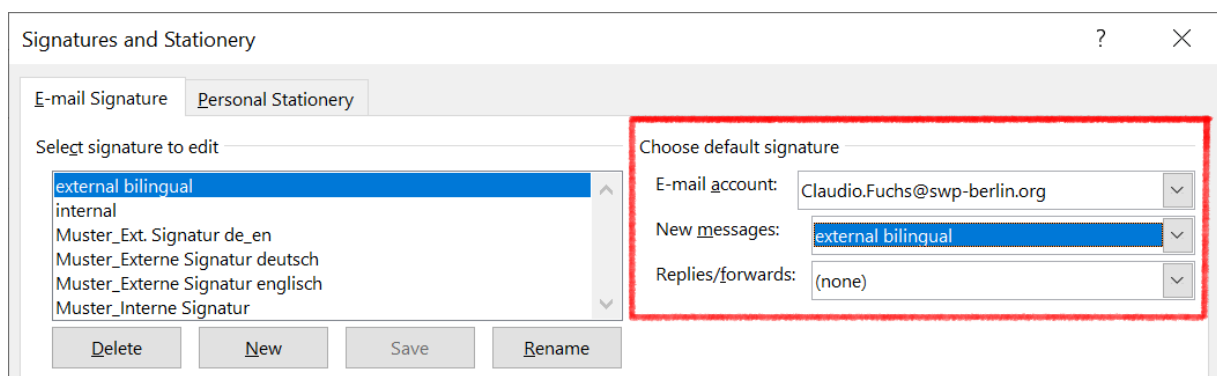 Signatures and Stationery
?
E-mail Signature
Personal Stationery
Select signature to edit
external bilingual
internal
Muster_Ext. Signatur de_en
Muster_Externe Signatur deutsch
Muster_Externe Signatur englisch
Muster_Interne Signatur
Delete
New
Save
Rename
Choose default signature
E-mail account: Claudio.Fuchs@swp-berlin.org
New messages: external bilingual
Replies/forwards: (none)